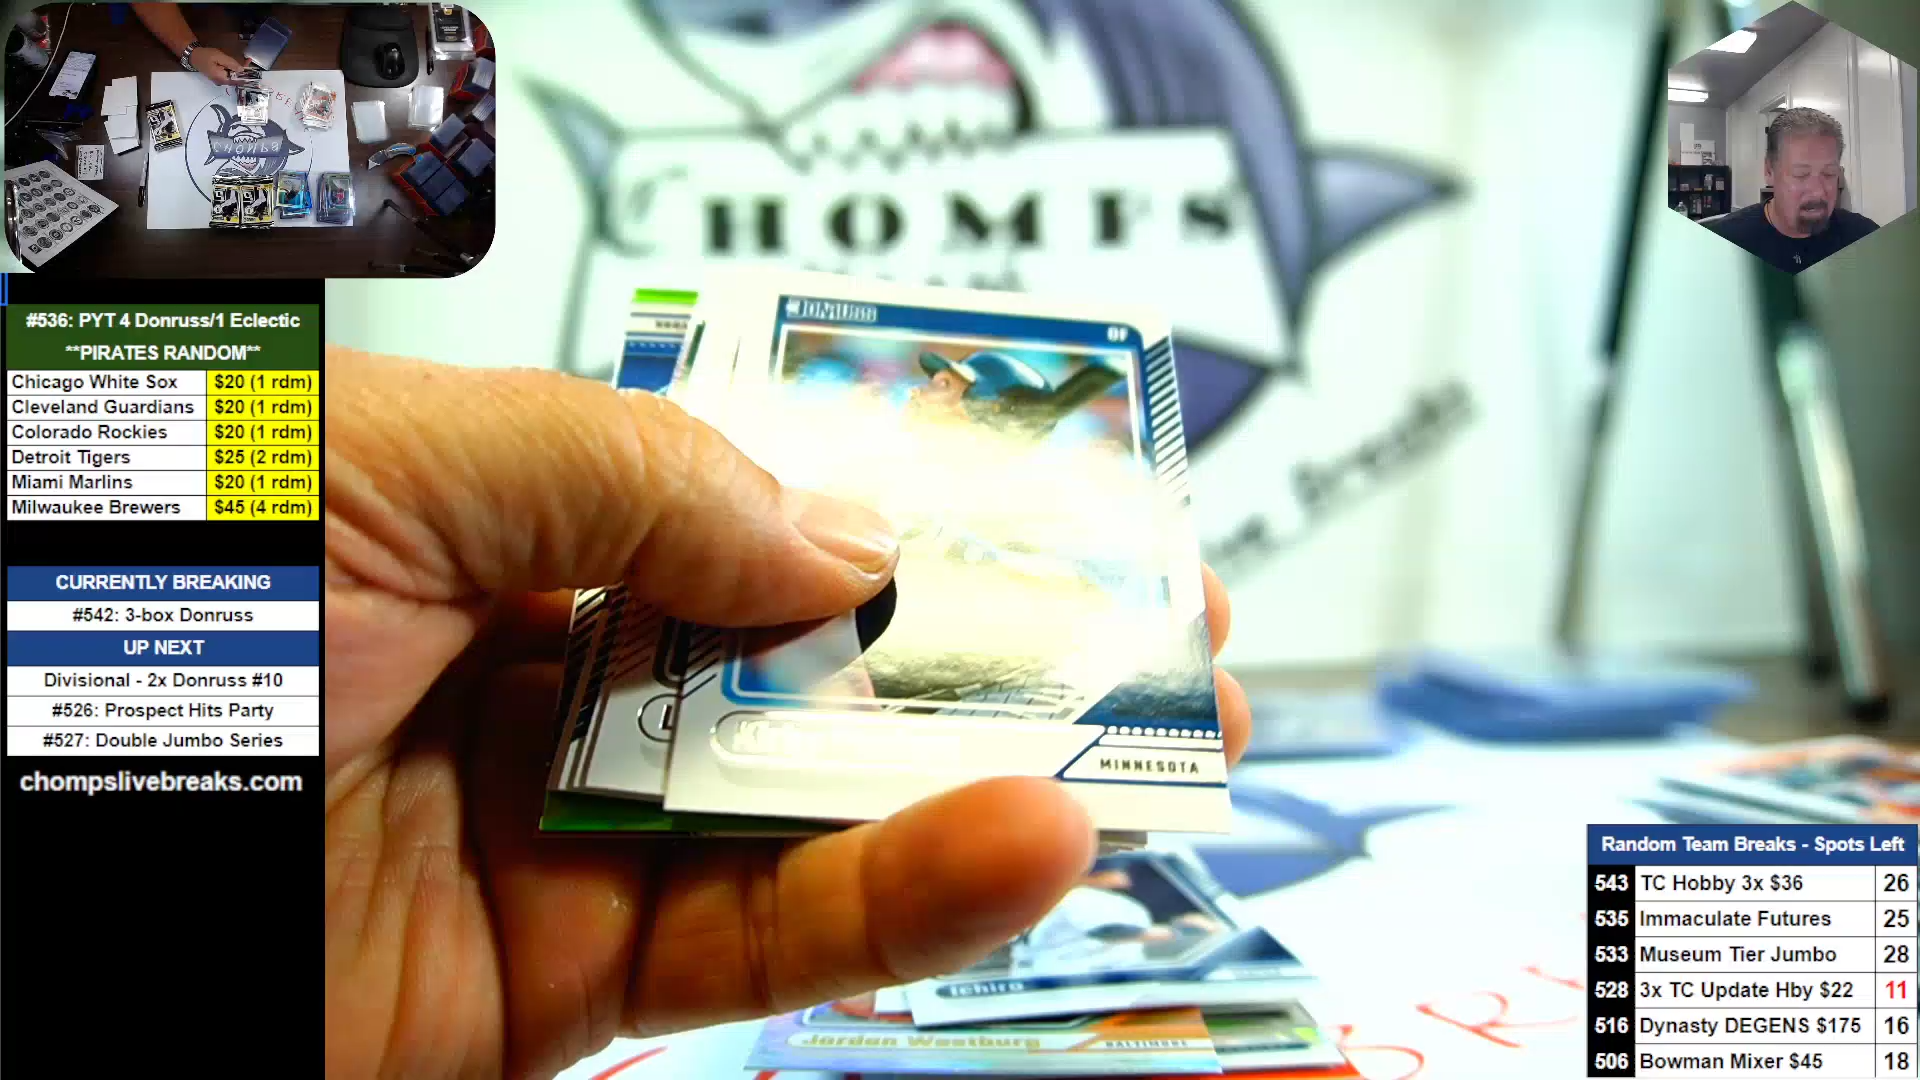 #536: PYT 4 Donruss/1 Eclectic
**PIRATES RANDOM**
Chicago White Sox $20 (1 rdm)
Cleveland Guardians $20 (1 rdm)
Colorado Rockies $20 (1 rdm)
Detroit Tigers $25 (2 rdm)
Miami Marlins $20 (1 rdm)
Milwaukee Brewers $45 (4 rdm)
CURRENTLY BREAKING
#542: 3-box Donruss
UP NEXT
Divisional - 2x Donruss #10
#526: Prospect Hits Party
#527: Double Jumbo Series
chompslivebreaks.com
CHOMPS
CHOMPS
Breaks
DONRUSS
OF
MINNESOTA
Ichiro
Jordan Westburg
BALTIMORE
Random Team Breaks - Spots Left
543 TC Hobby 3x $36 26
535 Immaculate Futures 25
533 Museum Tier Jumbo 28
528 3x TC Update Hby $22 11
516 Dynasty DEGENS $175 16
506 Bowman Mixer $45 18